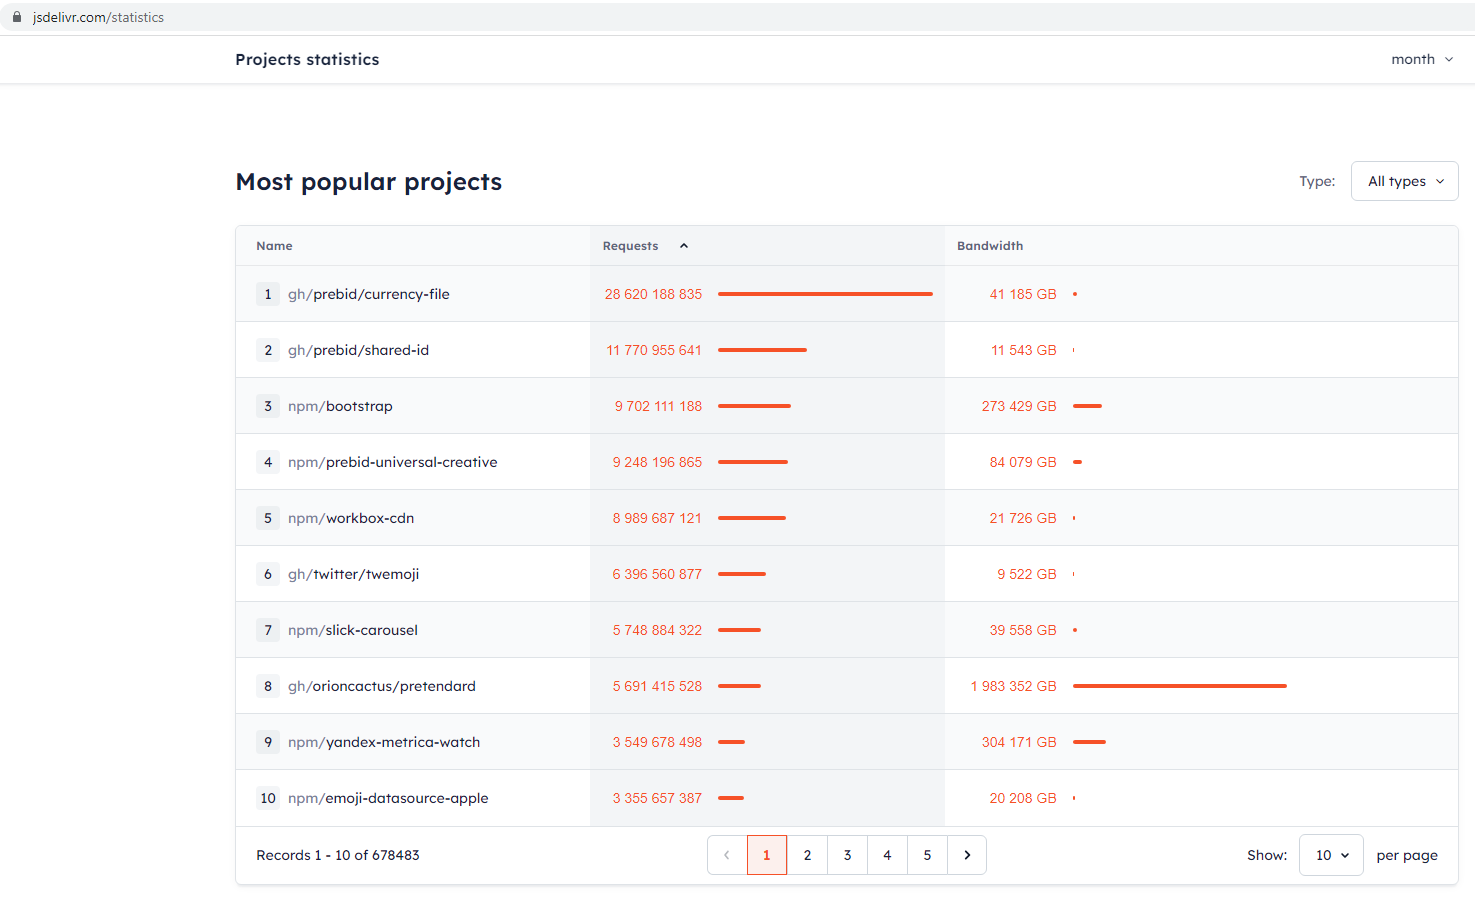 jsdelivr.com/statistics
Projects statistics month
Most popular projects Type: All types
Name Requests Bandwidth
1 gh/prebid/currency-file 28 620 188 835 41 185 GB
2 gh/prebid/shared-id 11 770 955 641 11 543 GB
3 npm/bootstrap 9 702 111 188 273 429 GB
4 npm/prebid-universal-creative 9 248 196 865 84 079 GB
5 npm/workbox-cdn 8 989 687 121 21 726 GB
6 gh/twitter/twemoji 6 396 560 877 9 522 GB
7 npm/slick-carousel 5 748 884 322 39 558 GB
8 gh/orioncactus/pretendard 5 691 415 528 1 983 352 GB
9 npm/yandex-metrica-watch 3 549 678 498 304 171 GB
10 npm/emoji-datasource-apple 3 355 657 387 20 208 GB
Records 1 - 10 of 678483 < 1 2 3 4 5 > Show: 10 per page